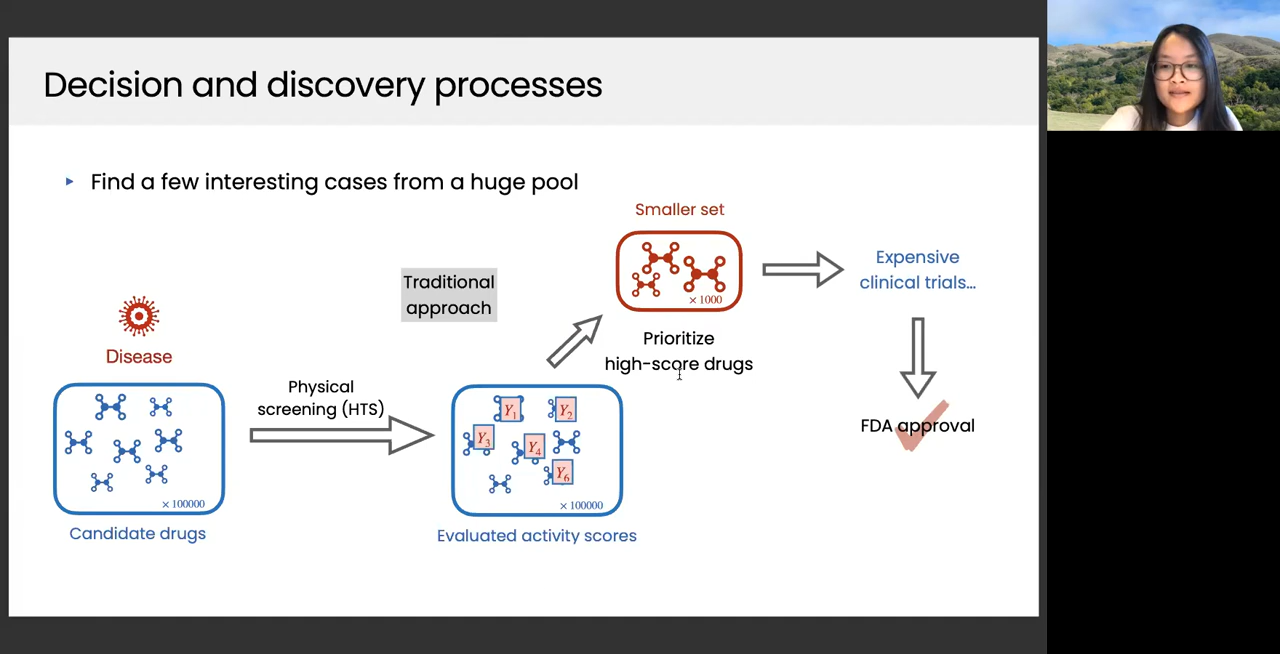 Decision and discovery processes
▸ Find a few interesting cases from a huge pool
Smaller set
× 1000
Expensive
clinical trials...
Traditional
approach
Prioritize
high-score drugs
Disease
Physical
screening (HTS)
Y1
Y2
Y3
Y4
Y6
FDA approval
× 100000
× 100000
Candidate drugs
Evaluated activity scores